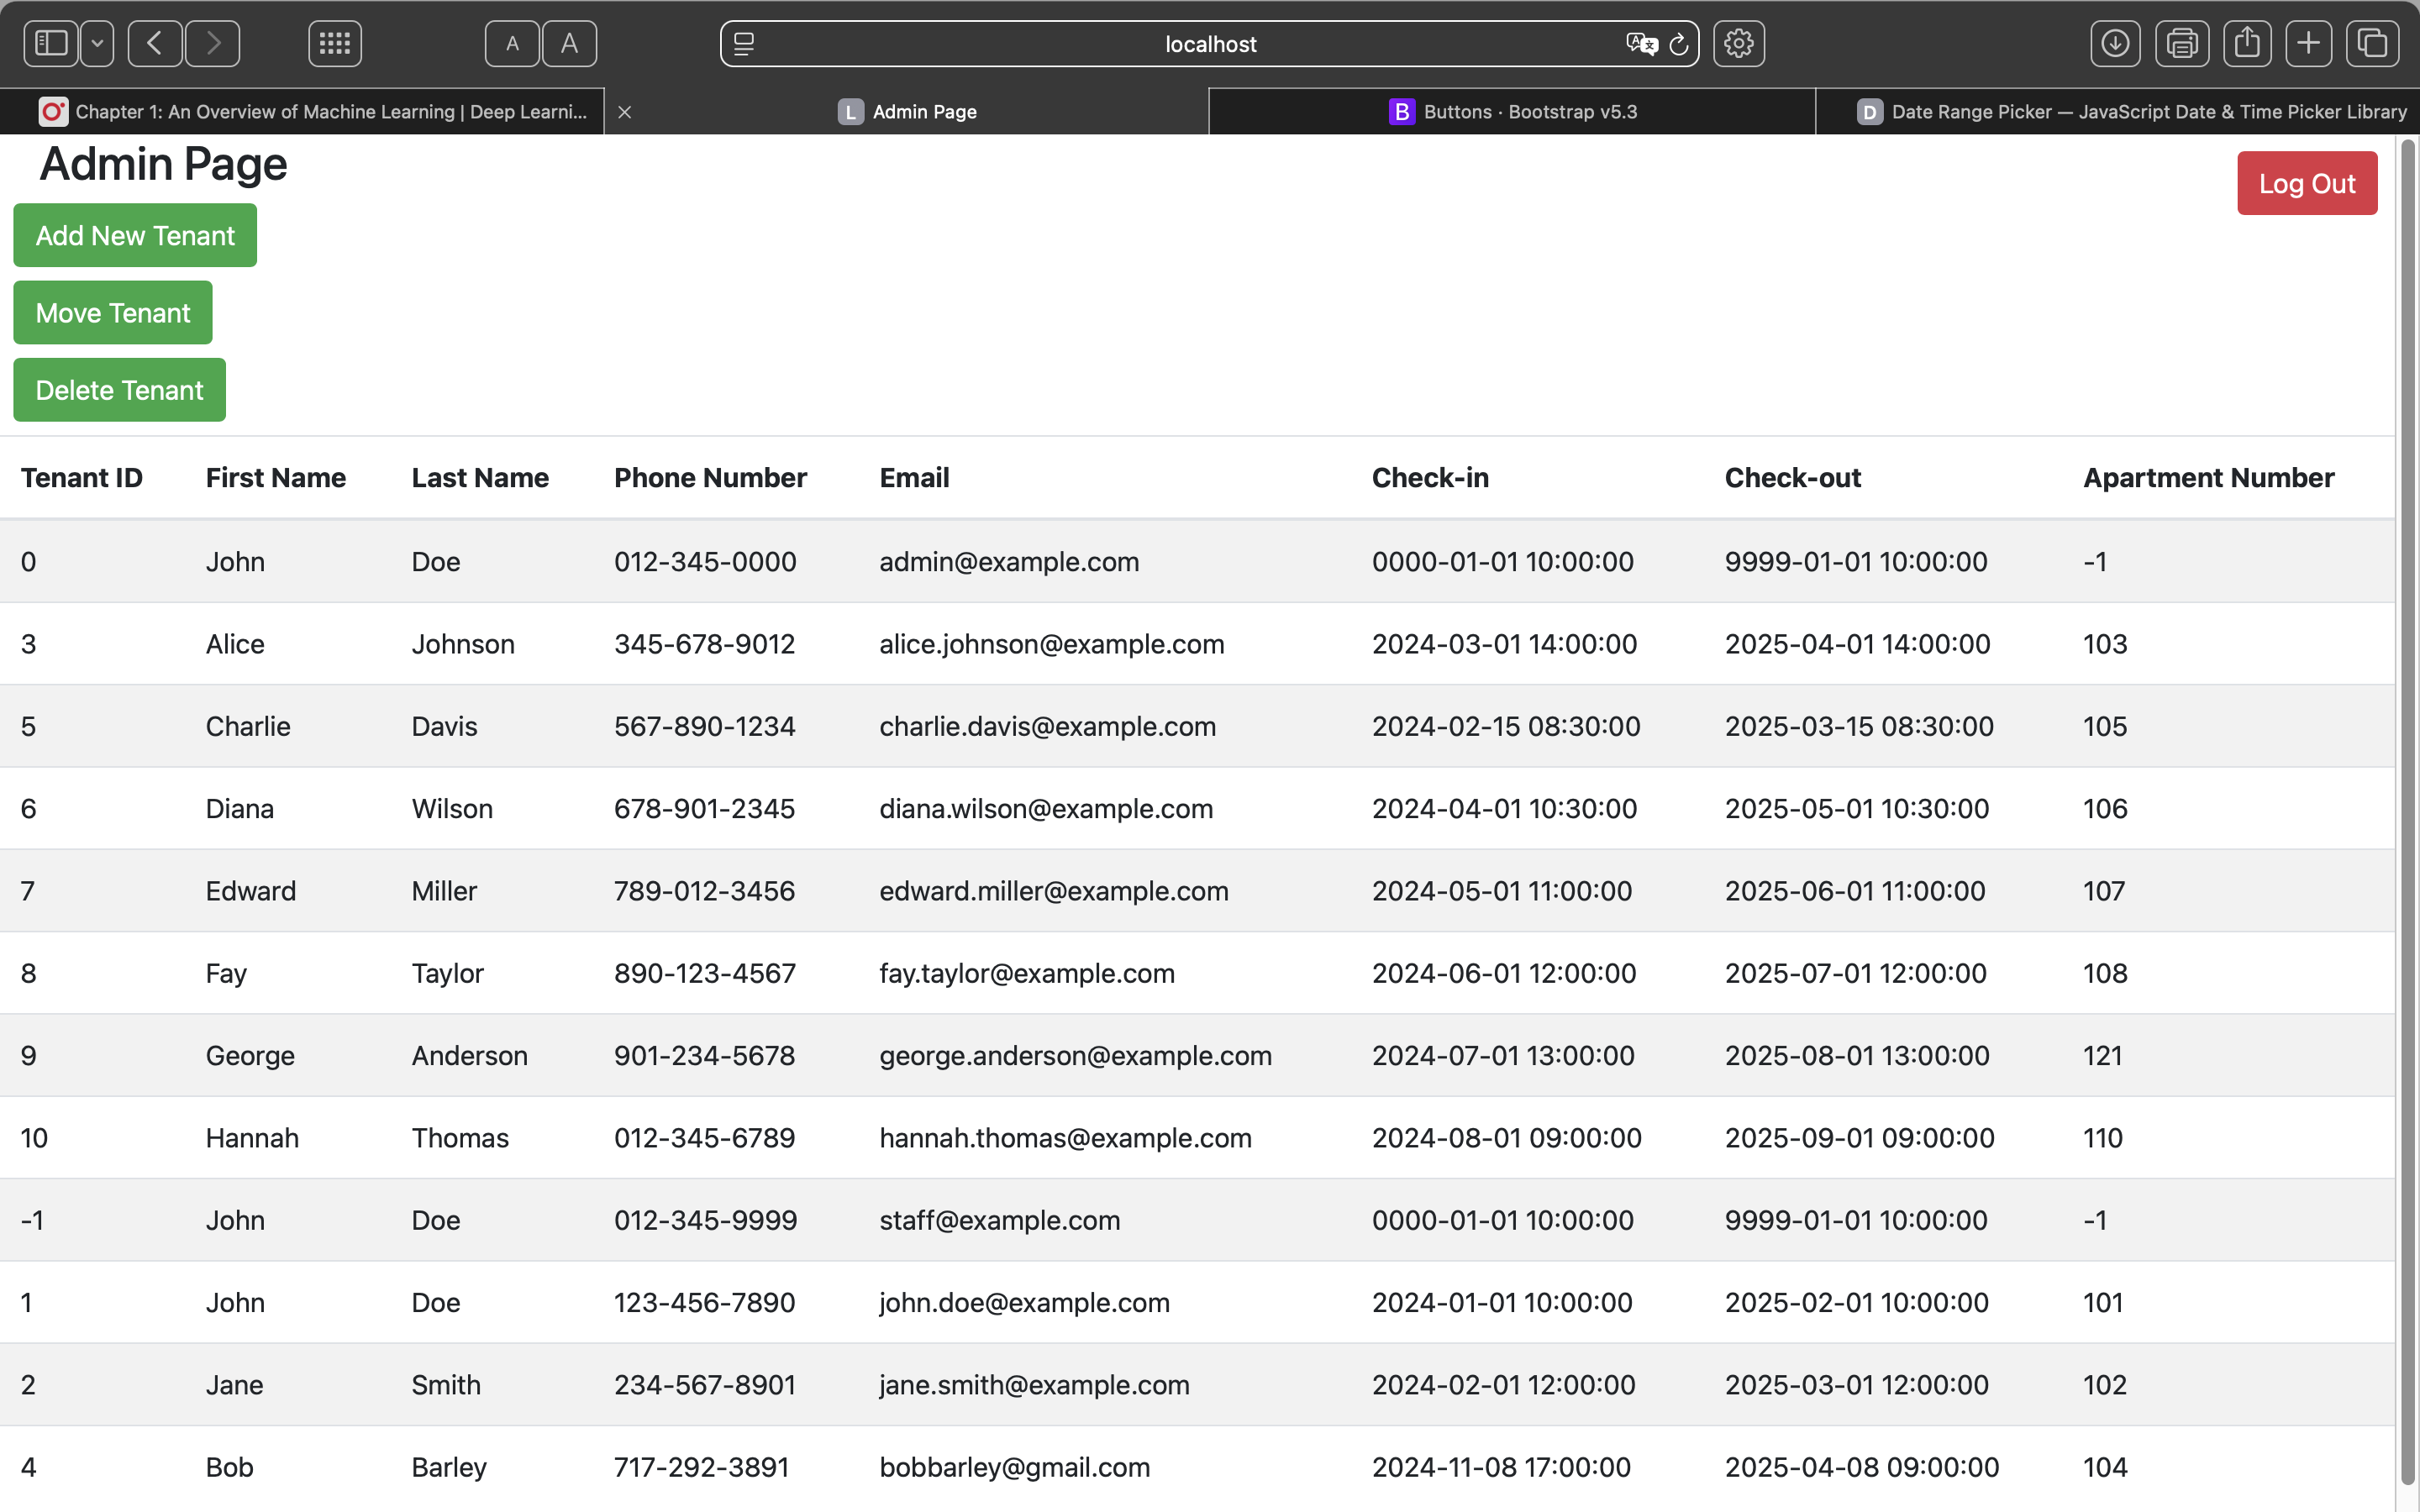 A A localhost
Chapter 1: An Overview of Machine Learning | Deep Learni... L Admin Page B Buttons · Bootstrap v5.3 D Date Range Picker — JavaScript Date & Time Picker Library
Admin Page
Log Out
Add New Tenant
Move Tenant
Delete Tenant
Tenant ID First Name Last Name Phone Number Email Check-in Check-out Apartment Number
0 John Doe 012-345-0000 admin@example.com 0000-01-01 10:00:00 9999-01-01 10:00:00 -1
3 Alice Johnson 345-678-9012 alice.johnson@example.com 2024-03-01 14:00:00 2025-04-01 14:00:00 103
5 Charlie Davis 567-890-1234 charlie.davis@example.com 2024-02-15 08:30:00 2025-03-15 08:30:00 105
6 Diana Wilson 678-901-2345 diana.wilson@example.com 2024-04-01 10:30:00 2025-05-01 10:30:00 106
7 Edward Miller 789-012-3456 edward.miller@example.com 2024-05-01 11:00:00 2025-06-01 11:00:00 107
8 Fay Taylor 890-123-4567 fay.taylor@example.com 2024-06-01 12:00:00 2025-07-01 12:00:00 108
9 George Anderson 901-234-5678 george.anderson@example.com 2024-07-01 13:00:00 2025-08-01 13:00:00 121
10 Hannah Thomas 012-345-6789 hannah.thomas@example.com 2024-08-01 09:00:00 2025-09-01 09:00:00 110
-1 John Doe 012-345-9999 staff@example.com 0000-01-01 10:00:00 9999-01-01 10:00:00 -1
1 John Doe 123-456-7890 john.doe@example.com 2024-01-01 10:00:00 2025-02-01 10:00:00 101
2 Jane Smith 234-567-8901 jane.smith@example.com 2024-02-01 12:00:00 2025-03-01 12:00:00 102
4 Bob Barley 717-292-3891 bobbarley@gmail.com 2024-11-08 17:00:00 2025-04-08 09:00:00 104